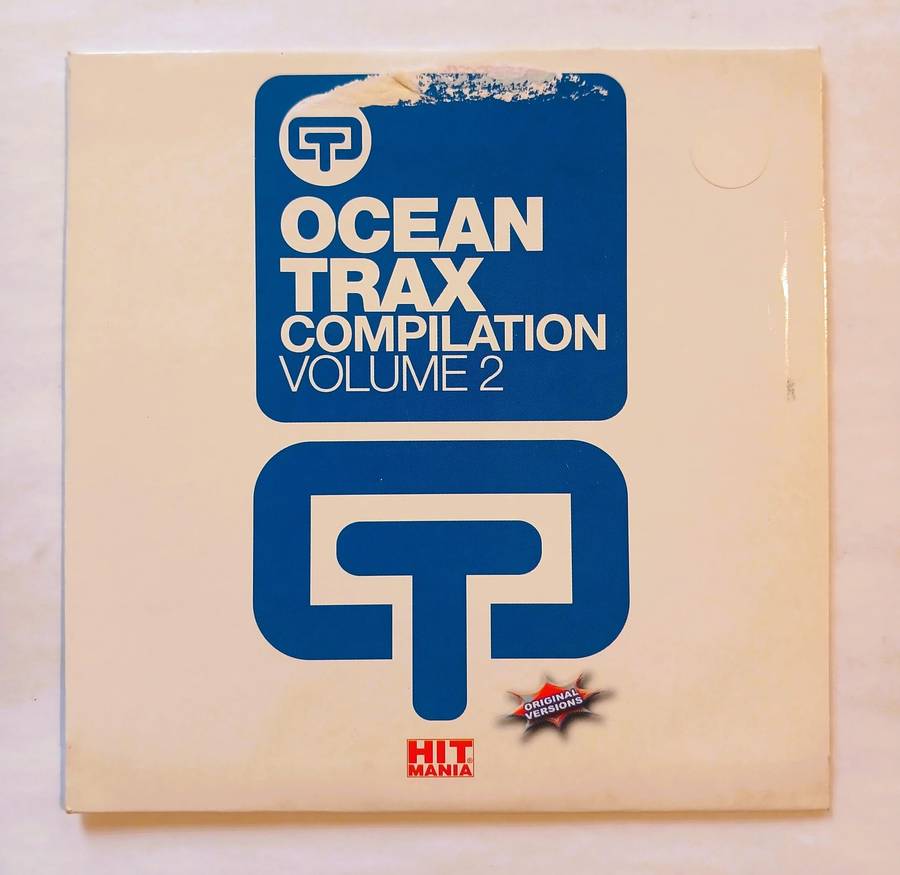 OCEAN
TRAX
COMPILATION
VOLUME 2
ORIGINAL
VERSIONS
HIT®
MANIA